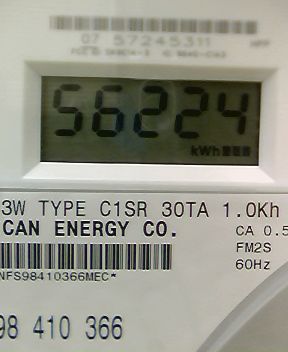 07 57245311
56224
kWh
3W TYPE C1SR 30TA 1.0Kh
CAN ENERGY CO.
CA 0.5
FM2S
60Hz
NFS98410366MEC*
98 410 366